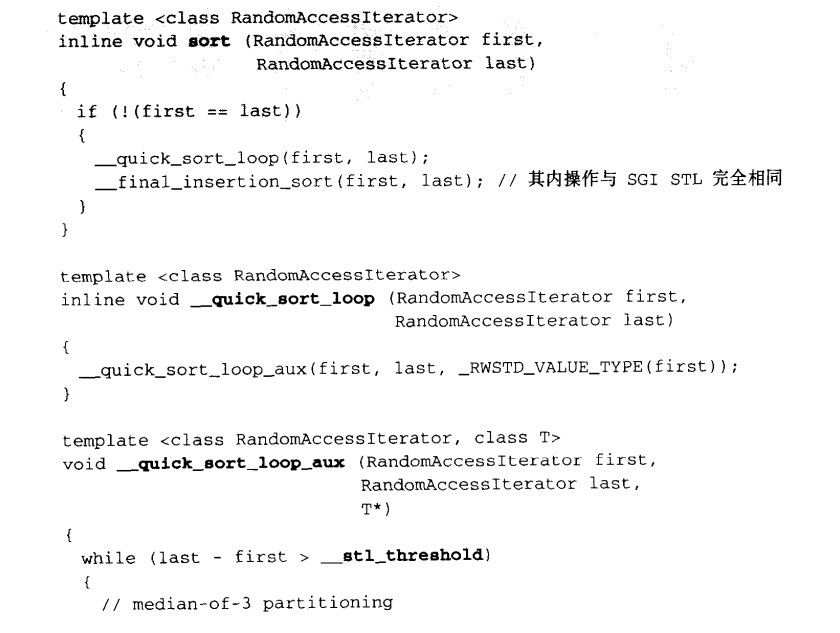 template <class RandomAccessIterator>
inline void sort (RandomAccessIterator first,
                  RandomAccessIterator last)
{
  if (!(first == last))
  {
    __quick_sort_loop(first, last);
    __final_insertion_sort(first, last); // 其内操作与 SGI STL 完全相同
  }
}

template <class RandomAccessIterator>
inline void __quick_sort_loop (RandomAccessIterator first,
                               RandomAccessIterator last)
{
  __quick_sort_loop_aux(first, last, _RWSTD_VALUE_TYPE(first));
}

template <class RandomAccessIterator, class T>
void __quick_sort_loop_aux (RandomAccessIterator first,
                            RandomAccessIterator last,
                            T*)
{
  while (last - first > __stl_threshold)
  {
    // median-of-3 partitioning